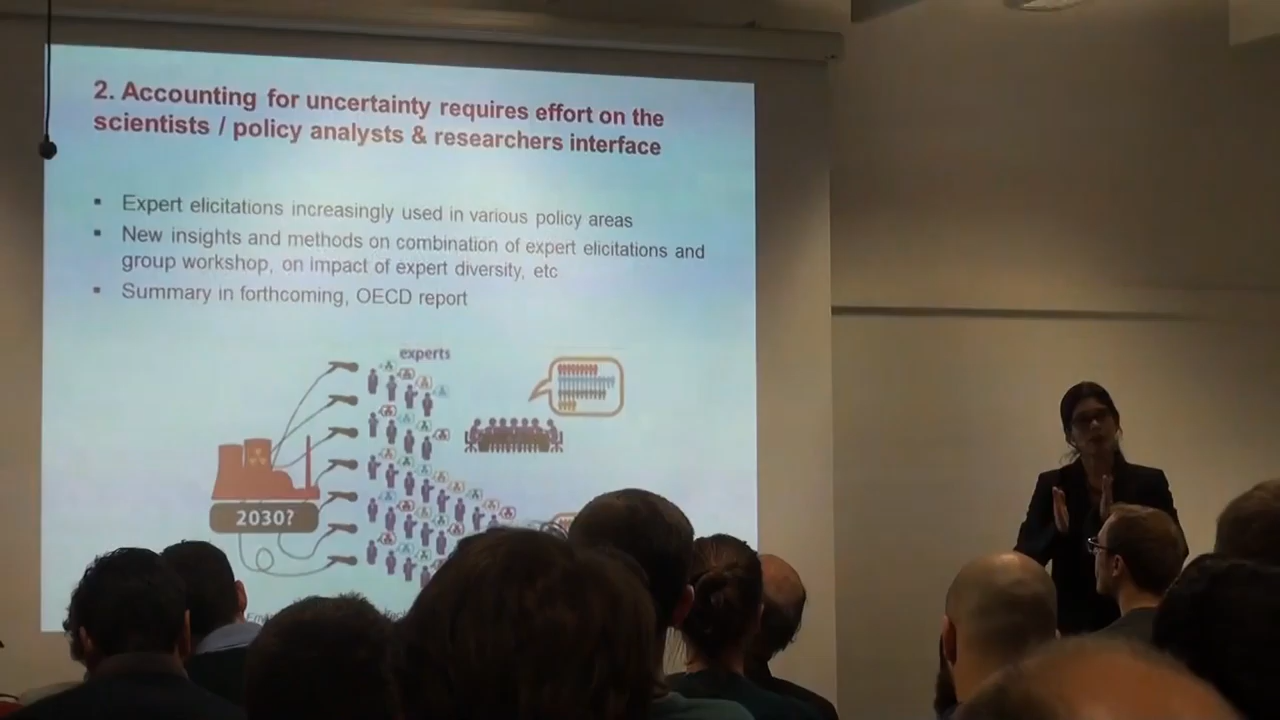 2. Accounting for uncertainty requires effort on the
scientists / policy analysts & researchers interface
▪ Expert elicitations increasingly used in various policy areas
▪ New insights and methods on combination of expert elicitations and
group workshop, on impact of expert diversity, etc
▪ Summary in forthcoming, OECD report
experts
2030?